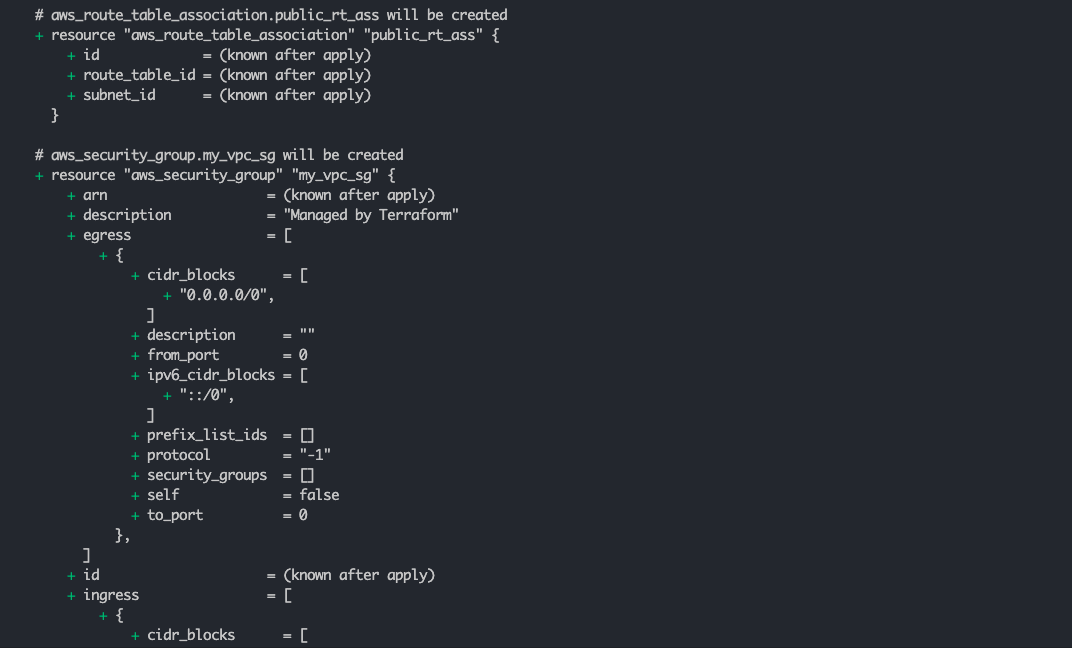 # aws_route_table_association.public_rt_ass will be created
+ resource "aws_route_table_association" "public_rt_ass" {
    + id             = (known after apply)
    + route_table_id = (known after apply)
    + subnet_id      = (known after apply)
  }
# aws_security_group.my_vpc_sg will be created
+ resource "aws_security_group" "my_vpc_sg" {
    + arn                    = (known after apply)
    + description            = "Managed by Terraform"
    + egress                 = [
        + {
            + cidr_blocks      = [
                + "0.0.0.0/0",
              ]
            + description      = ""
            + from_port        = 0
            + ipv6_cidr_blocks = [
                + "::/0",
              ]
            + prefix_list_ids  = []
            + protocol         = "-1"
            + security_groups  = []
            + self             = false
            + to_port          = 0
          },
      ]
    + id                     = (known after apply)
    + ingress                = [
        + {
            + cidr_blocks      = [